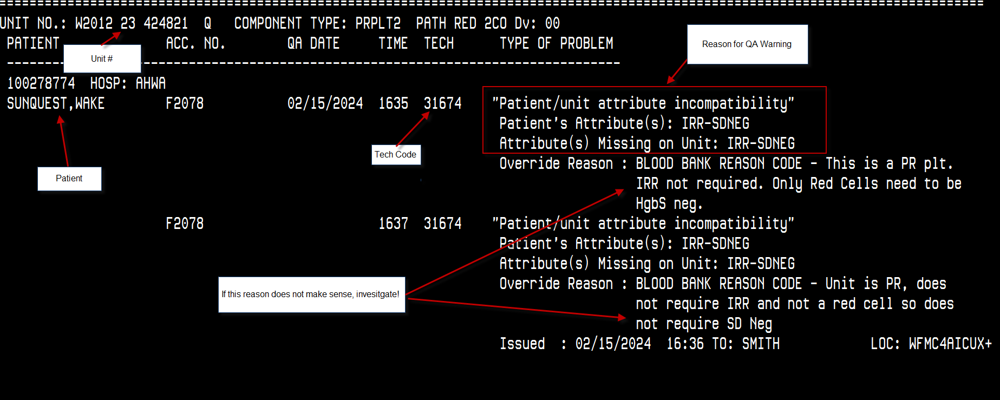 UNIT NO.: W2012 23 424821  Q   COMPONENT TYPE: PRPLT2  PATH RED 2CO Dv: 00
PATIENT   ACC. NO.   QA DATE   TIME  TECH   TYPE OF PROBLEM
Reason for QA Warning
Unit #
100278774  HOSP: AHWA
SUNQUEST,WAKE   F2078   02/15/2024  1635  31674   "Patient/unit attribute incompatibility"
Patient's Attribute(s): IRR-SDNEG
Attribute(s) Missing on Unit: IRR-SDNEG
Tech Code
Override Reason : BLOOD BANK REASON CODE - This is a PR plt.
Patient
IRR not required. Only Red Cells need to be
HgbS neg.
F2078   1637  31674   "Patient/unit attribute incompatibility"
Patient's Attribute(s): IRR-SDNEG
Attribute(s) Missing on Unit: IRR-SDNEG
Override Reason : BLOOD BANK REASON CODE - Unit is PR, does
If this reason does not make sense, invesitgate!
not require IRR and not a red cell so does
not require SD Neg
Issued  : 02/15/2024  16:36 TO: SMITH   LOC: WFMC4AICUX+